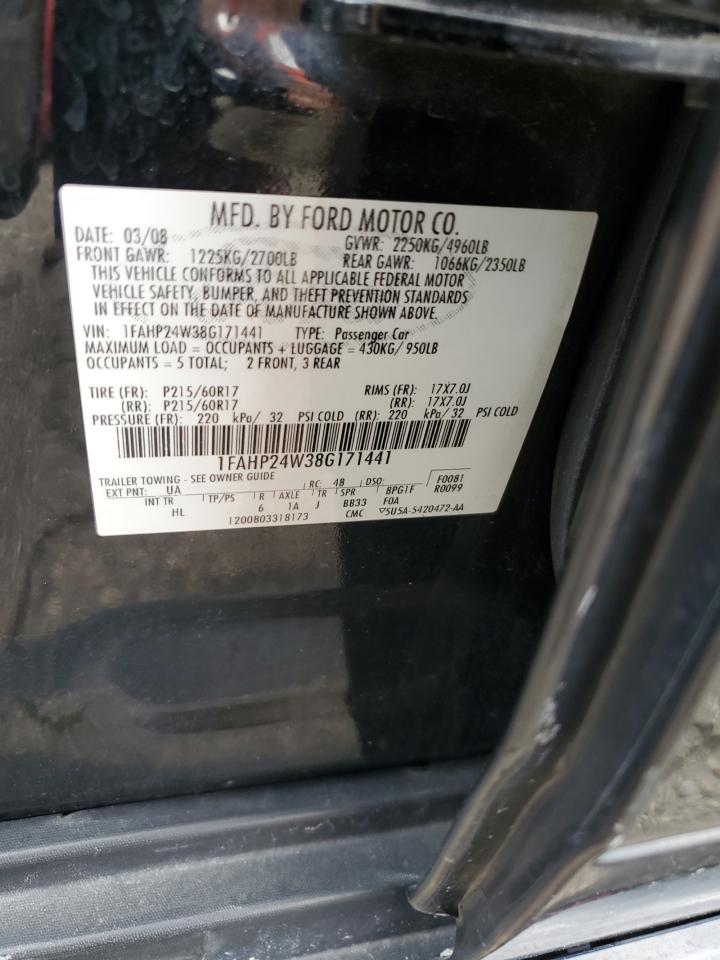 MFD. BY FORD MOTOR CO.
DATE: 03/08 GVWR: 2250KG/4960LB
FRONT GAWR: 1225KG/2700LB REAR GAWR: 1066KG/2350LB
THIS VEHICLE CONFORMS TO ALL APPLICABLE FEDERAL MOTOR
VEHICLE SAFETY, BUMPER, AND THEFT PREVENTION STANDARDS
IN EFFECT ON THE DATE OF MANUFACTURE SHOWN ABOVE.
VIN: 1FAHP24W38G171441 TYPE: Passenger Car
MAXIMUM LOAD = OCCUPANTS + LUGGAGE = 430KG/ 950LB
OCCUPANTS = 5 TOTAL; 2 FRONT, 3 REAR
TIRE (FR): P215/60R17 RIMS (FR): 17X7.0J
(RR): P215/60R17 (RR): 17X7.0J
PRESSURE (FR): 220 kPa/ 32 PSI COLD (RR): 220 kPa/ 32 PSI COLD
1FAHP24W38G171441
TRAILER TOWING - SEE OWNER GUIDE RC: 48 DSO: F0081
EXT PNT: UA 8PG1F R0099
INT TR TP/PS R AXLE TR SPR F0A
HL 6 1A J BB33
1200803318173 CMC ▽5U5A-5420472-AA